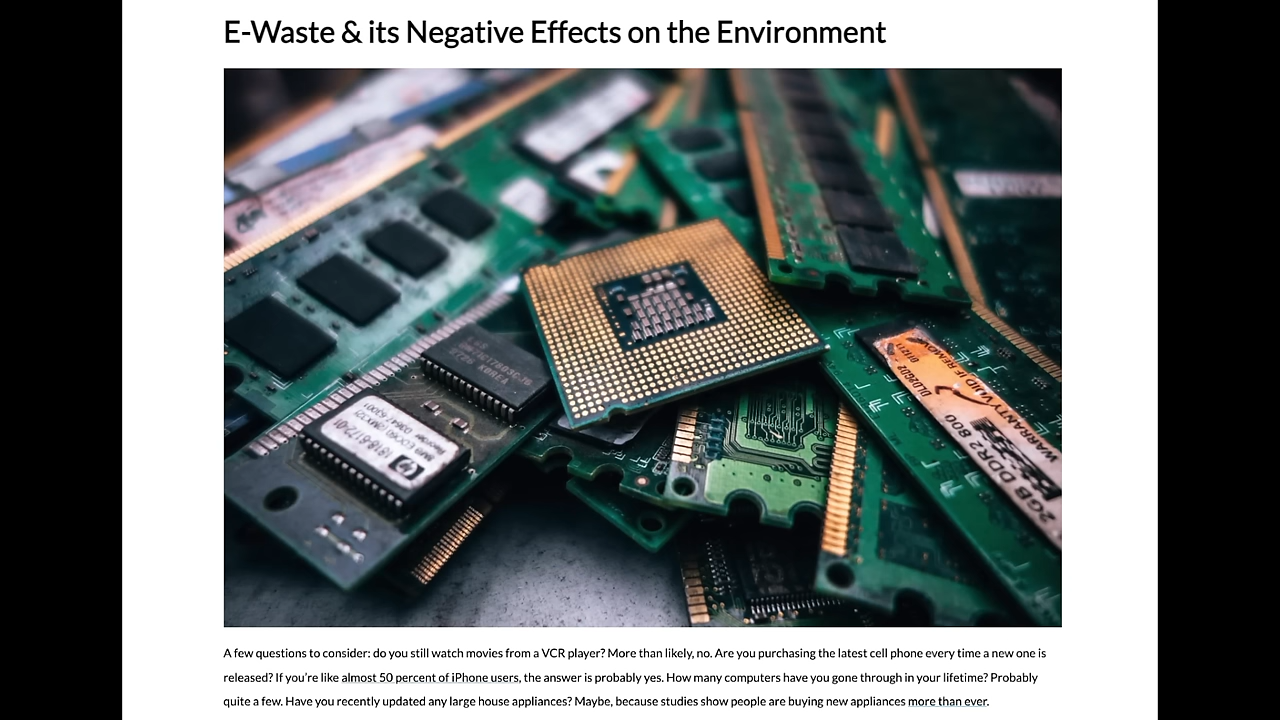 E-Waste & its Negative Effects on the Environment
KOREA
2GB DDR2 800
WARRANTY VOID IF REMOV
A few questions to consider: do you still watch movies from a VCR player? More than likely, no. Are you purchasing the latest cell phone every time a new one is
released? If you’re like almost 50 percent of iPhone users, the answer is probably yes. How many computers have you gone through in your lifetime? Probably
quite a few. Have you recently updated any large house appliances? Maybe, because studies show people are buying new appliances more than ever.